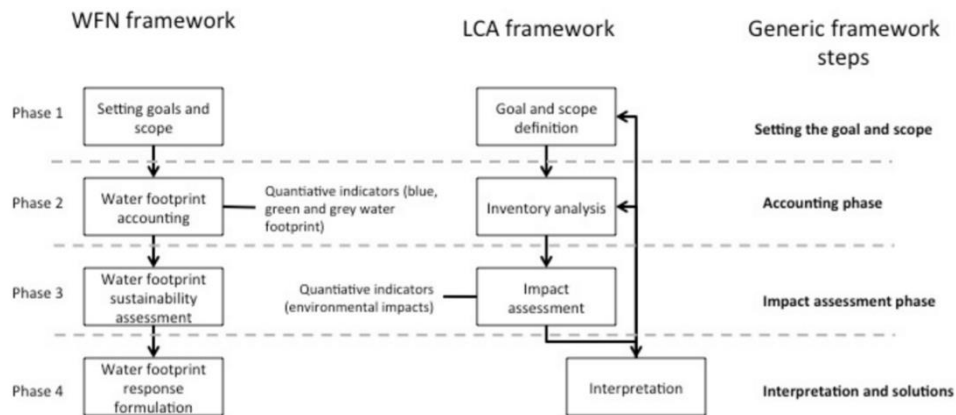 WFN framework
LCA framework
Generic framework
steps
Phase 1
Setting goals and
scope
Goal and scope
definition
Setting the goal and scope
Phase 2
Water footprint
accounting
Quantiative indicators (blue,
green and grey water
footprint)
Inventory analysis
Accounting phase
Phase 3
Water footprint
sustainability
assessment
Quantiative indicators
(environmental impacts)
Impact
assessment
Impact assessment phase
Phase 4
Water footprint
response
formulation
Interpretation
Interpretation and solutions